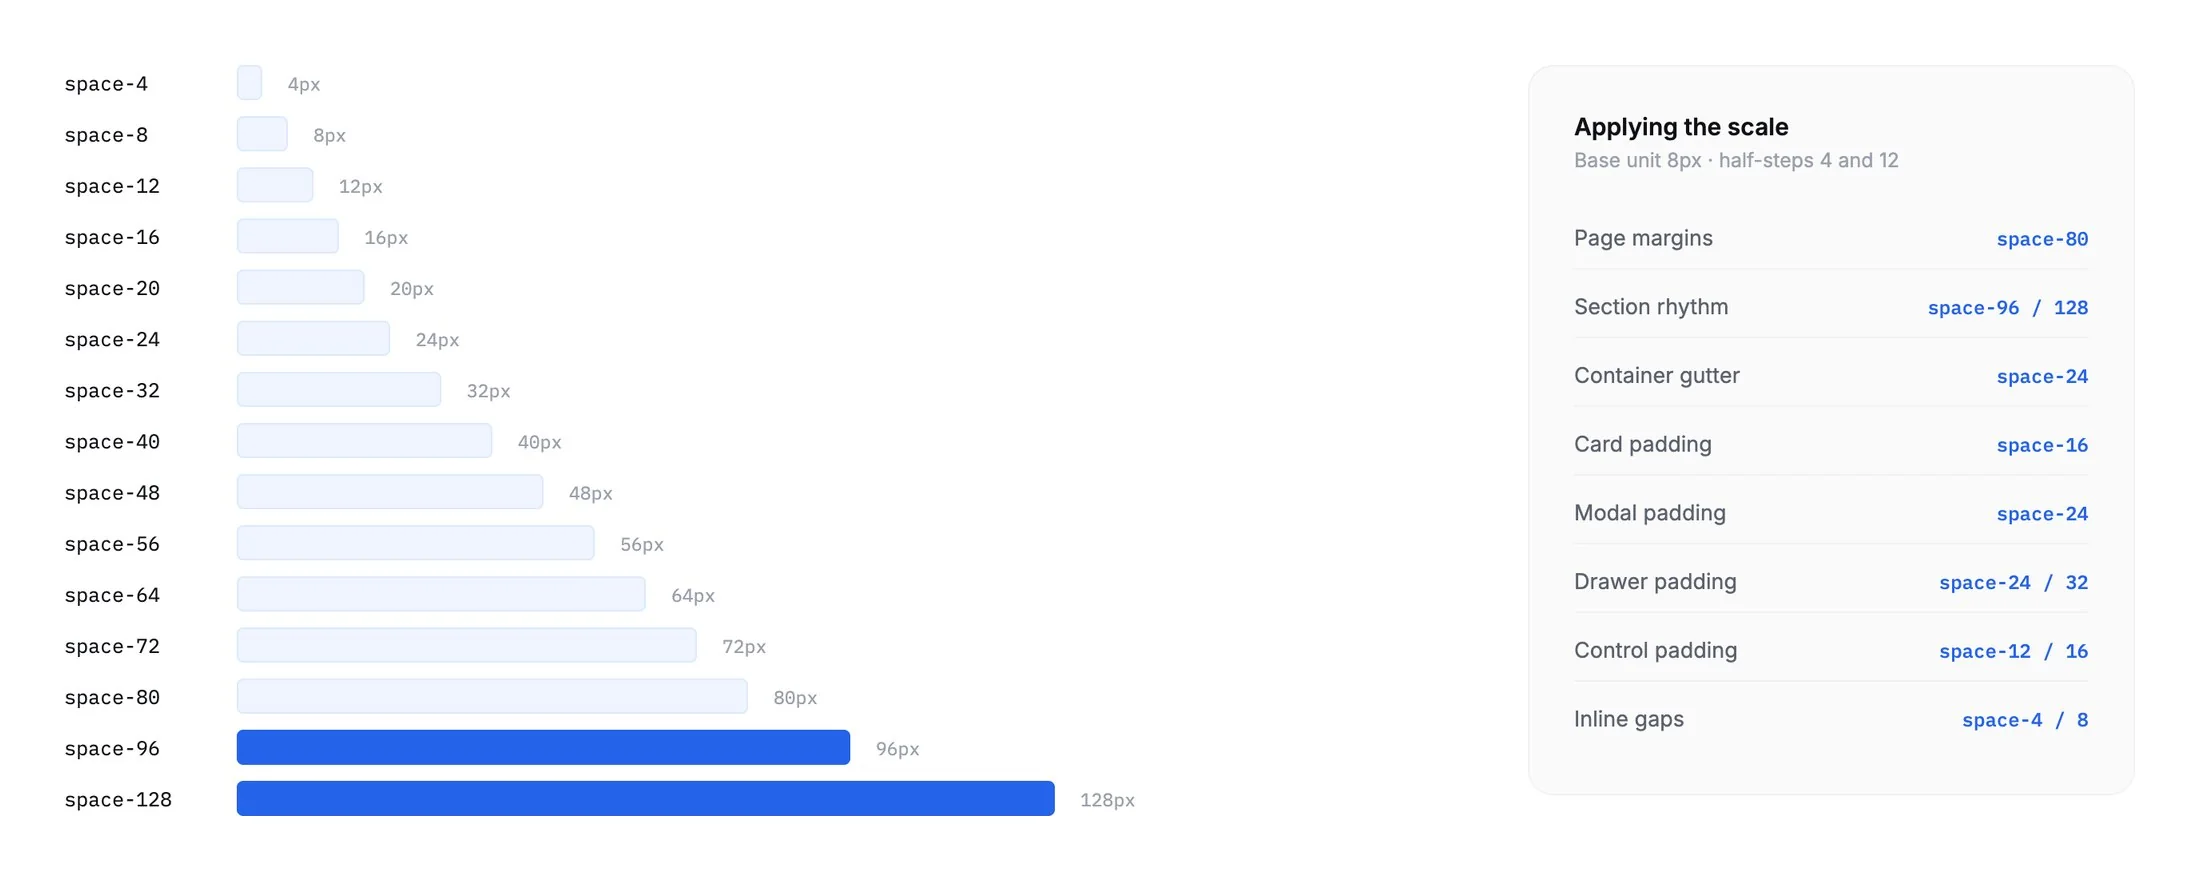 space-4 4px
space-8 8px
space-12 12px
space-16 16px
space-20 20px
space-24 24px
space-32 32px
space-40 40px
space-48 48px
space-56 56px
space-64 64px
space-72 72px
space-80 80px
space-96 96px
space-128 128px
Applying the scale
Base unit 8px · half-steps 4 and 12
Page margins space-80
Section rhythm space-96 / 128
Container gutter space-24
Card padding space-16
Modal padding space-24
Drawer padding space-24 / 32
Control padding space-12 / 16
Inline gaps space-4 / 8